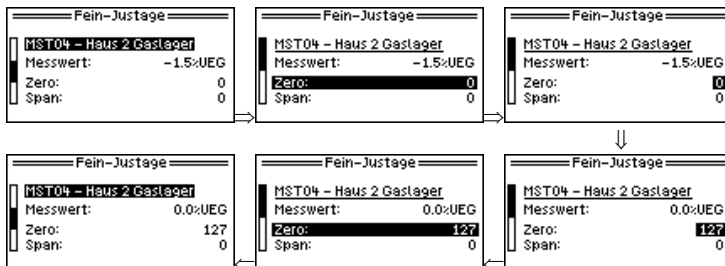 Fein-Justage
MST04 - Haus 2 Gaslager
Messwert: -1.5%UEG
Zero: 0
Span: 0
Fein-Justage
MST04 - Haus 2 Gaslager
Messwert: -1.5%UEG
Zero: 0
Span: 0
Fein-Justage
MST04 - Haus 2 Gaslager
Messwert: -1.5%UEG
Zero: 0
Span: 0
⇒
⇒
⇓
Fein-Justage
MST04 - Haus 2 Gaslager
Messwert: 0.0%UEG
Zero: 127
Span: 0
Fein-Justage
MST04 - Haus 2 Gaslager
Messwert: 0.0%UEG
Zero: 127
Span: 0
Fein-Justage
MST04 - Haus 2 Gaslager
Messwert: 0.0%UEG
Zero: 127
Span: 0
⇐
⇐